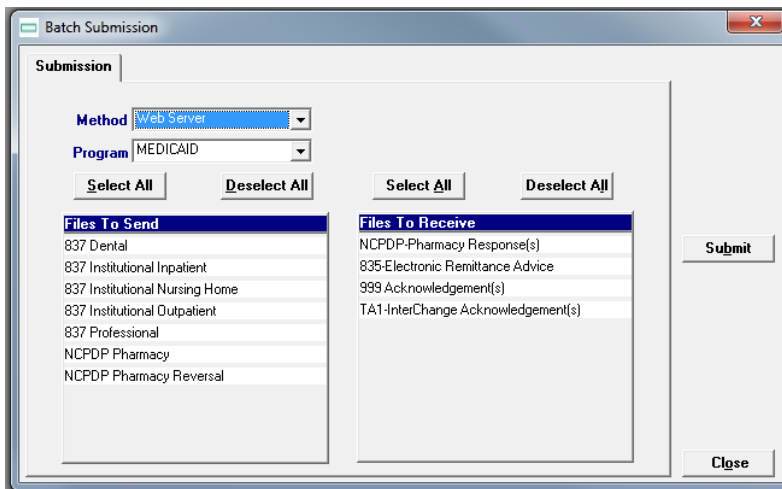 Batch Submission
Submission
Method Web Server
Program MEDICAID
Select All Deselect All Select All Deselect All
Files To Send
837 Dental
837 Institutional Inpatient
837 Institutional Nursing Home
837 Institutional Outpatient
837 Professional
NCPDP Pharmacy
NCPDP Pharmacy Reversal
Files To Receive
NCPDP-Pharmacy Response(s)
835-Electronic Remittance Advice
999 Acknowledgement(s)
TA1-InterChange Acknowledgement(s)
Submit
Close